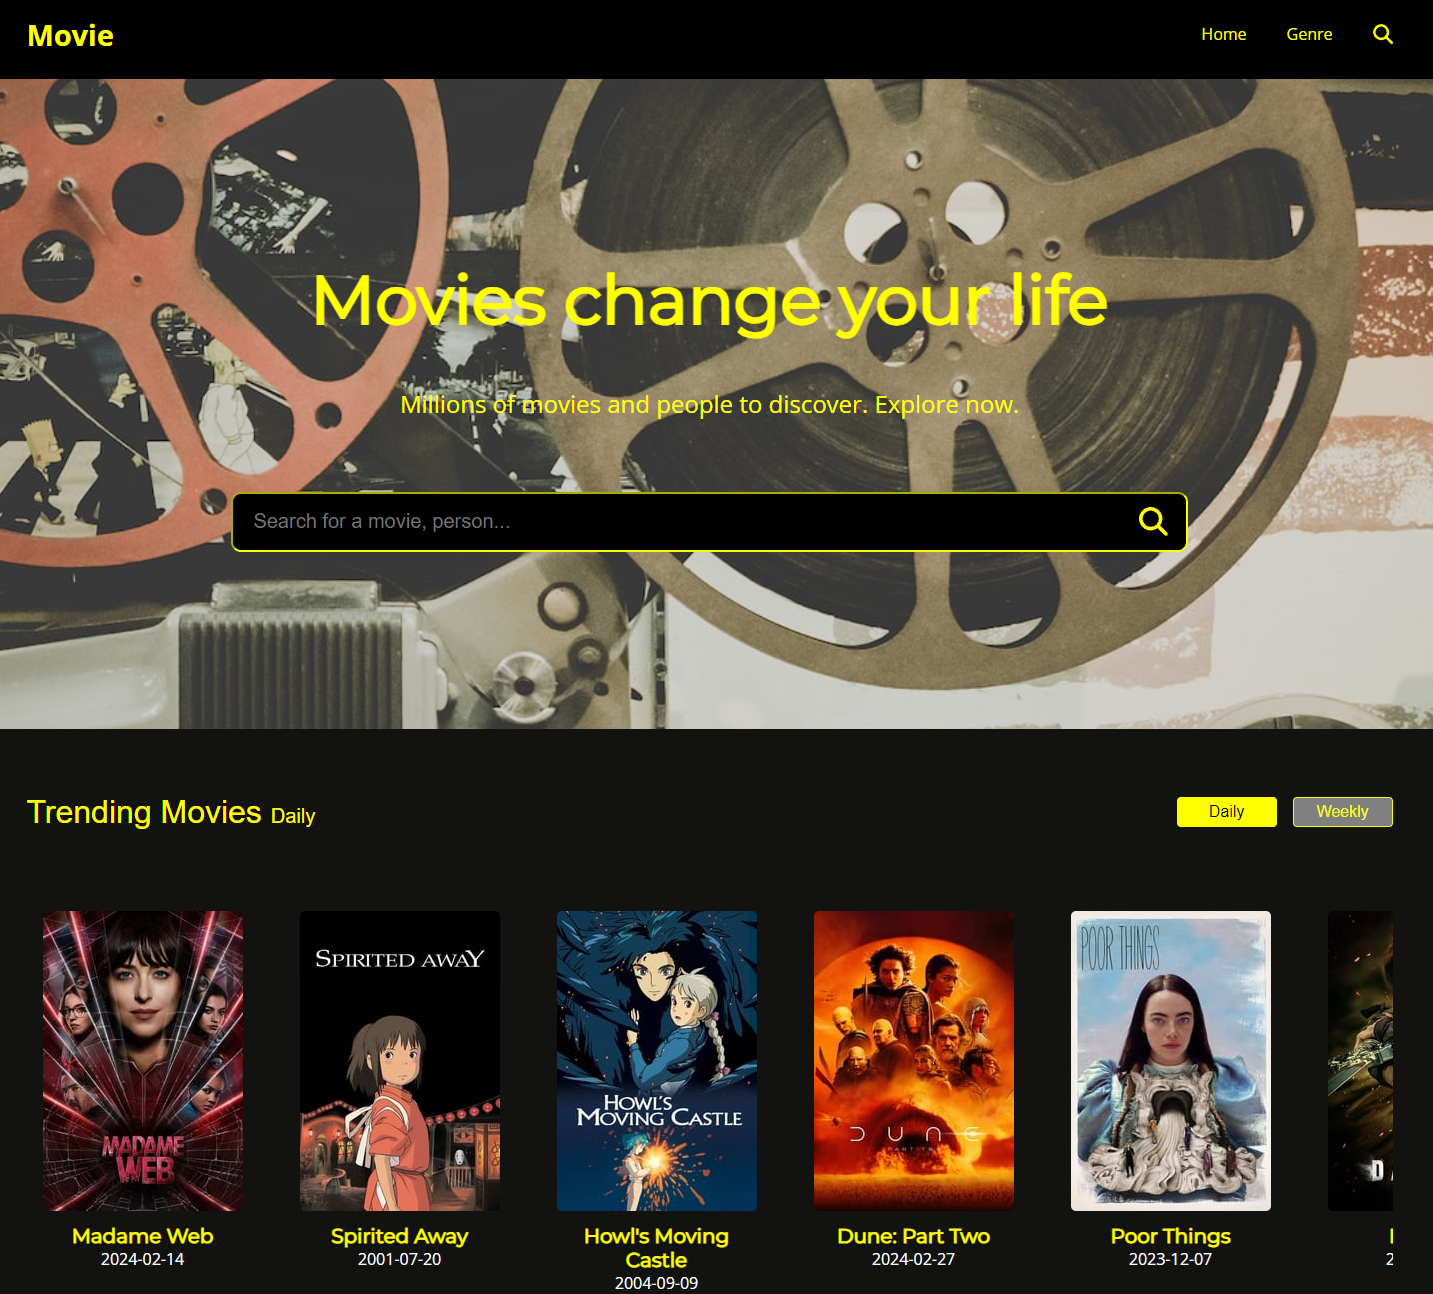 Movie
Home Genre
Movies change your life
Millions of movies and people to discover. Explore now.
Search for a movie, person...
Trending Movies Daily
Daily Weekly
MADAME
WEB
SPIRITED AWAY
HOWL'S
MOVING CASTLE
DUNE
PART TWO
POOR THINGS
Madame Web
2024-02-14
Spirited Away
2001-07-20
Howl's Moving
Castle
2004-09-09
Dune: Part Two
2024-02-27
Poor Things
2023-12-07